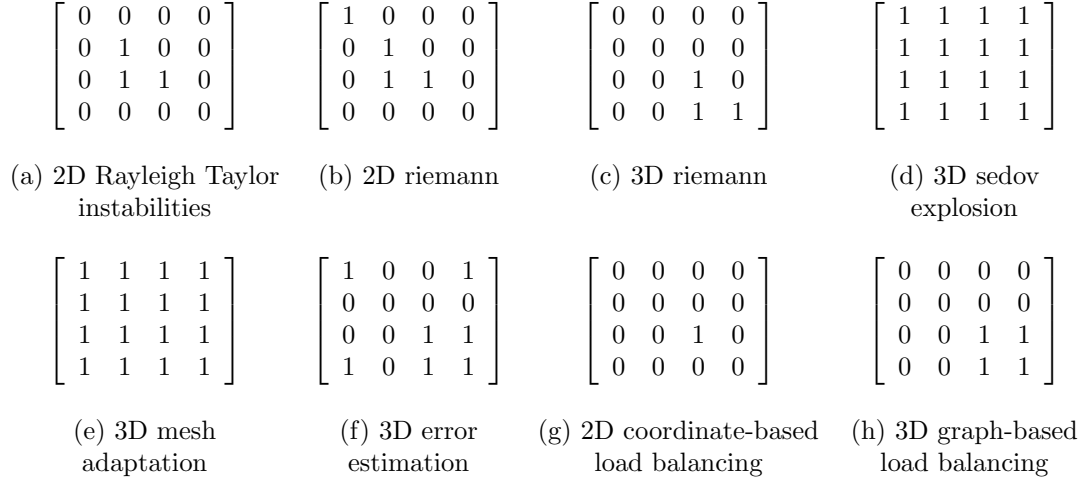 0 0 0 0 1 0 0 0 0 0 0 0 1 1 1 1
0 1 0 0 0 1 0 0 0 0 0 0 1 1 1 1
0 1 1 0 0 1 1 0 0 0 1 0 1 1 1 1
0 0 0 0 0 0 0 0 0 0 1 1 1 1 1 1
(a) 2D Rayleigh Taylor (b) 2D riemann (c) 3D riemann (d) 3D sedov
instabilities explosion
1 1 1 1 1 0 0 1 0 0 0 0 0 0 0 0
1 1 1 1 0 0 0 0 0 0 0 0 0 0 0 0
1 1 1 1 0 0 1 1 0 0 1 0 0 0 1 1
1 1 1 1 1 0 1 1 0 0 0 0 0 0 1 1
(e) 3D mesh (f) 3D error (g) 2D coordinate-based (h) 3D graph-based
adaptation estimation load balancing load balancing